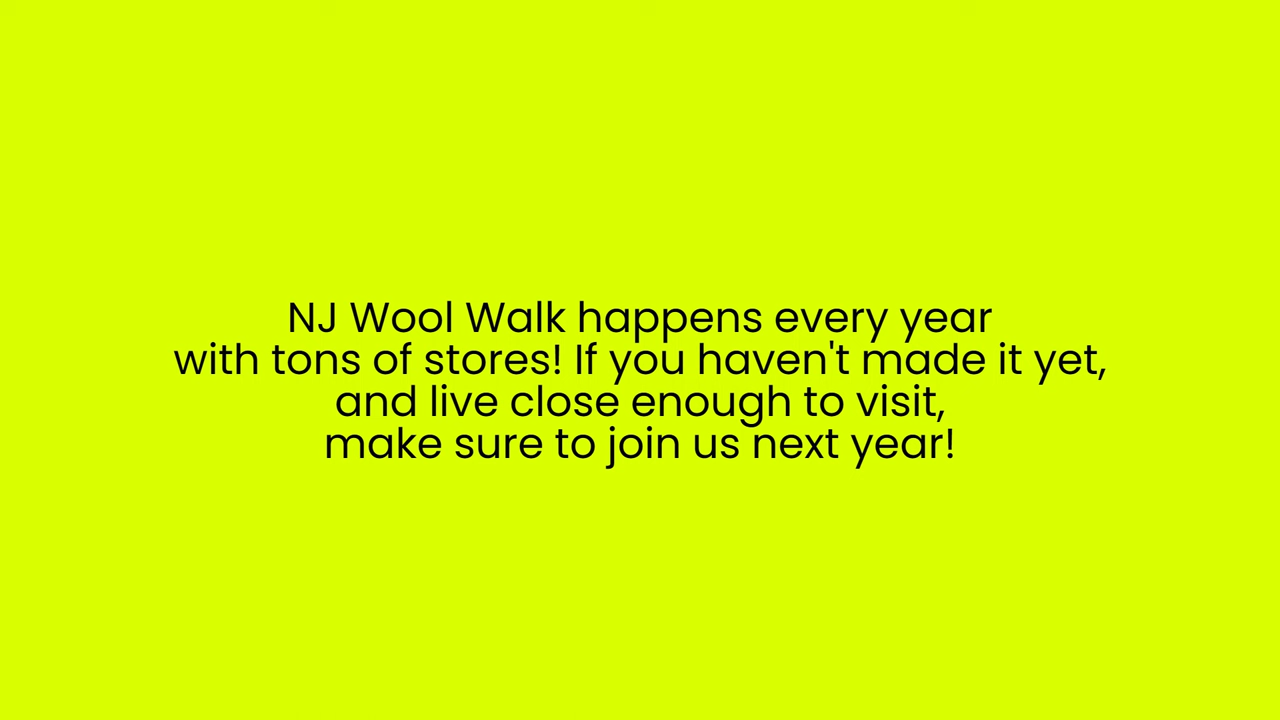 NJ Wool Walk happens every year
with tons of stores! If you haven't made it yet,
and live close enough to visit,
make sure to join us next year!